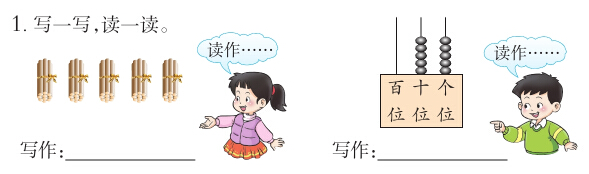 1. 写一写,读一读。
读作……
写作:
读作……
百 十 个
位 位 位
写作: